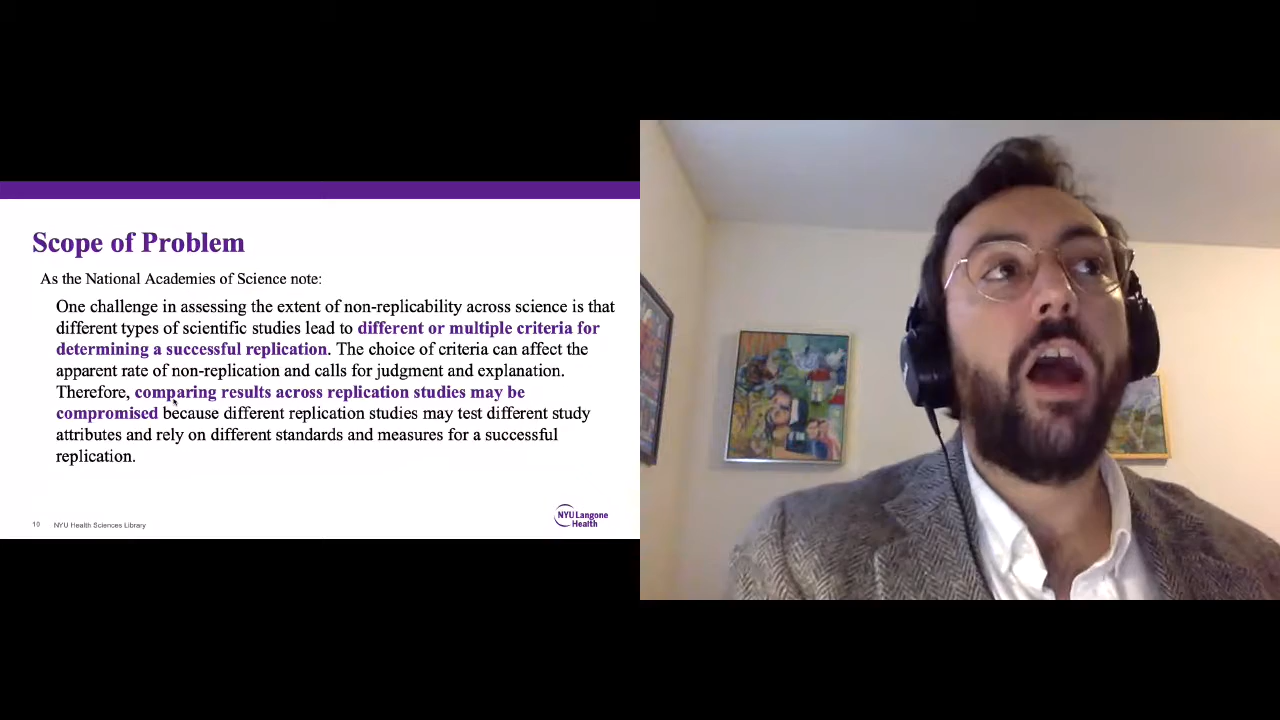 Scope of Problem
As the National Academies of Science note:
One challenge in assessing the extent of non-replicability across science is that
different types of scientific studies lead to different or multiple criteria for
determining a successful replication. The choice of criteria can affect the
apparent rate of non-replication and calls for judgment and explanation.
Therefore, comparing results across replication studies may be
compromised because different replication studies may test different study
attributes and rely on different standards and measures for a successful
replication.
10 NYU Health Sciences Library
NYU Langone
Health